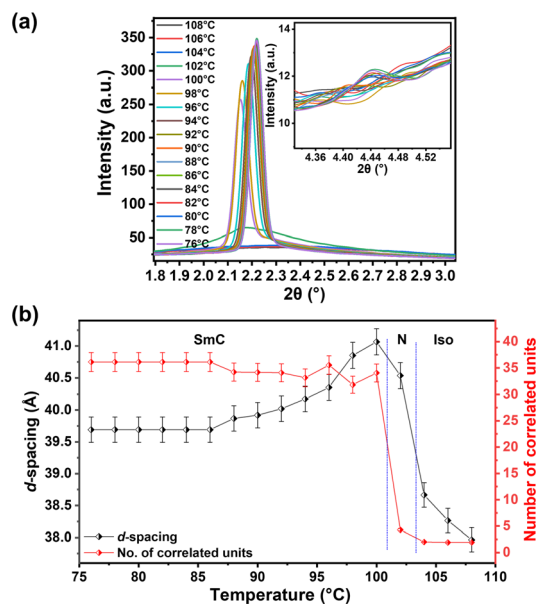 (a)
Intensity (a.u.)
350
300
250
200
150
100
50
108°C
106°C
104°C
102°C
100°C
98°C
96°C
94°C
92°C
90°C
88°C
86°C
84°C
82°C
80°C
78°C
76°C
Intensity (a.u.)
14
13
12
11
10
4.36 4.40 4.44 4.48 4.52
2θ (°)
1.8 1.9 2.0 2.1 2.2 2.3 2.4 2.5 2.6 2.7 2.8 2.9 3.0
2θ (°)
(b)
SmC N Iso
d-spacing (Å)
41.0
40.5
40.0
39.5
39.0
38.5
38.0
d-spacing
No. of correlated units
40
35
30
25
20
15
10
5
0
Number of correlated units
75 80 85 90 95 100 105 110
Temperature (°C)